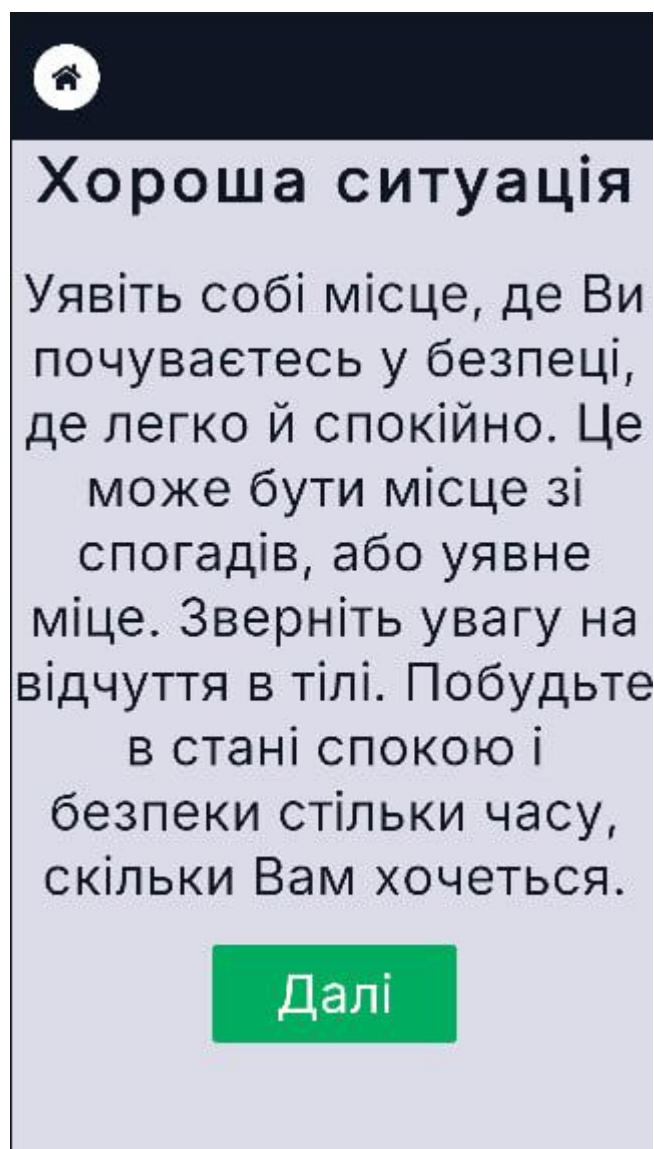 Хороша ситуація
Уявіть собі місце, де Ви
почуваєтесь у безпеці,
де легко й спокійно. Це
може бути місце зі
спогадів, або уявне
міце. Зверніть увагу на
відчуття в тілі. Побудьте
в стані спокою і
безпеки стільки часу,
скільки Вам хочеться.
Далі